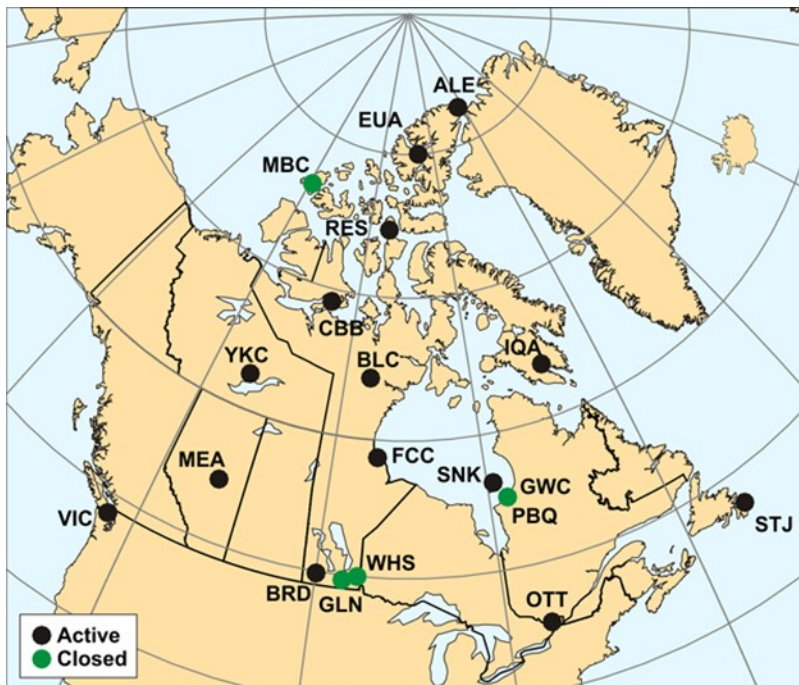 ALE
EUA
MBC
RES
CBB
IQA
YKC
BLC
FCC
MEA
SNK
GWC
PBQ
STJ
VIC
WHS
BRD
GLN
OTT
Active
Closed